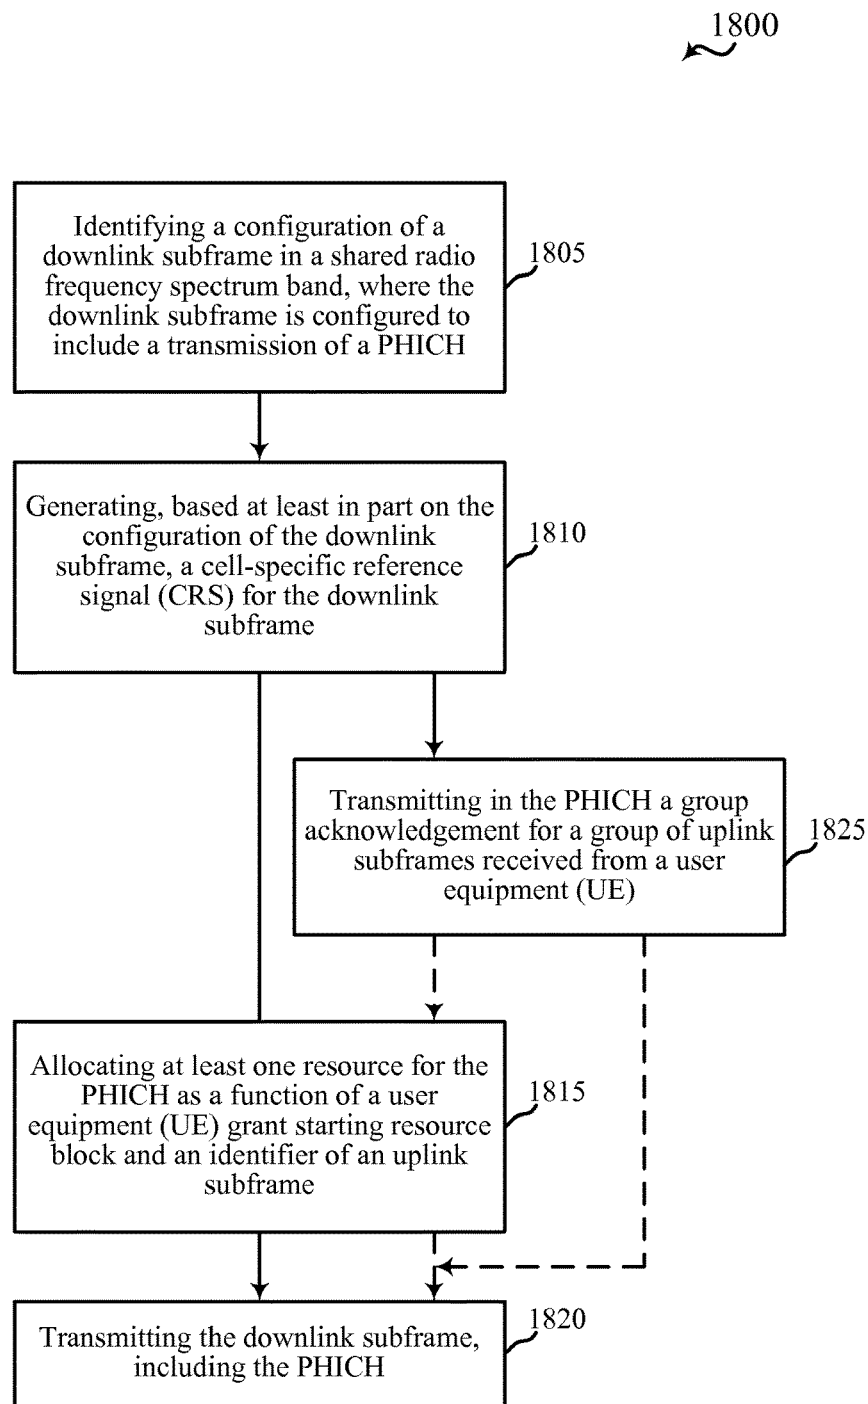 1800
Identifying a configuration of a
downlink subframe in a shared radio
frequency spectrum band, where the
downlink subframe is configured to
include a transmission of a PHICH
1805
Generating, based at least in part on the
configuration of the downlink
subframe, a cell-specific reference
signal (CRS) for the downlink
subframe
1810
Transmitting in the PHICH a group
acknowledgement for a group of uplink
subframes received from a user
equipment (UE)
1825
Allocating at least one resource for the
PHICH as a function of a user
equipment (UE) grant starting resource
block and an identifier of an uplink
subframe
1815
Transmitting the downlink subframe,
including the PHICH
1820